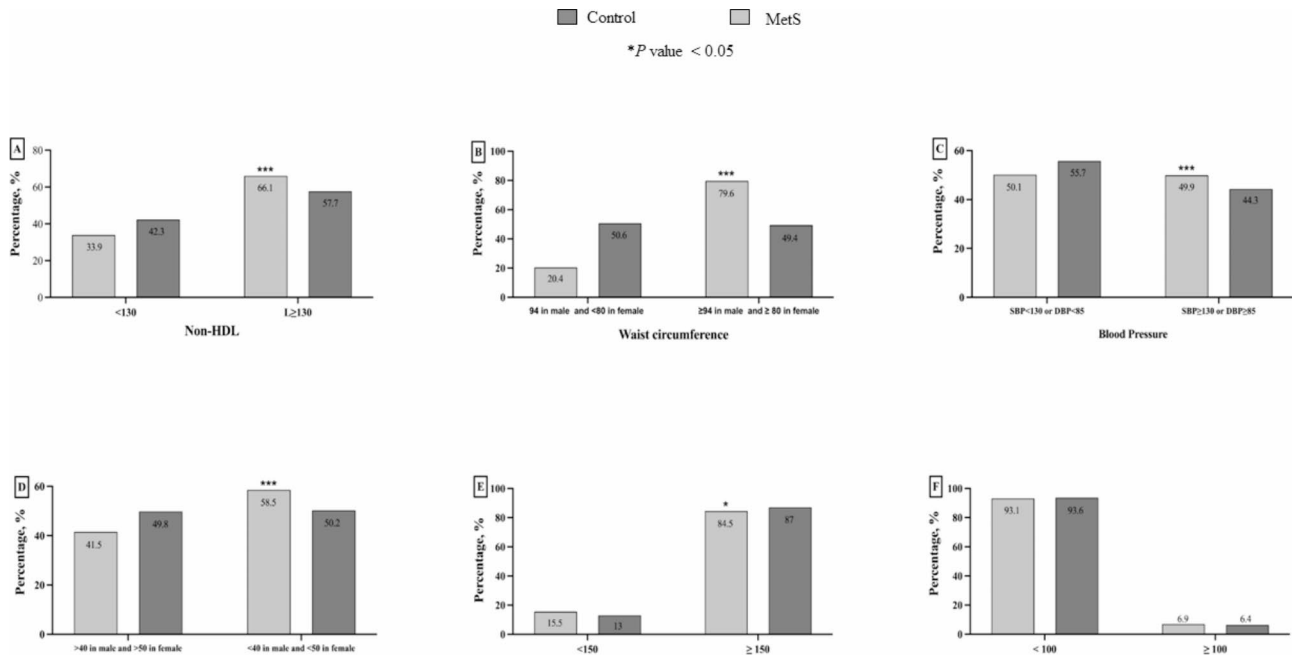 Control
MetS
*P value < 0.05
A
Percentage, %
80
60
40
20
0
33.9
42.3
***
66.1
57.7
<130
L≥130
Non-HDL
B
Percentage, %
100
80
60
40
20
0
20.4
50.6
***
79.6
49.4
94 in male and <80 in female
≥94 in male and ≥ 80 in female
Waist circumference
C
Percentage, %
60
40
20
0
50.1
55.7
***
49.9
44.3
SBP<130 or DBP<85
SBP≥130 or DBP≥85
Blood Pressure
D
Percentage, %
60
40
20
0
41.5
49.8
***
58.5
50.2
>40 in male and >50 in female
<40 in male and <50 in female
E
Percentage, %
100
80
60
40
20
0
15.5
13
*
84.5
87
<150
≥ 150
F
Percentage, %
100
80
60
40
20
0
93.1
93.6
6.9
6.4
< 100
≥ 100